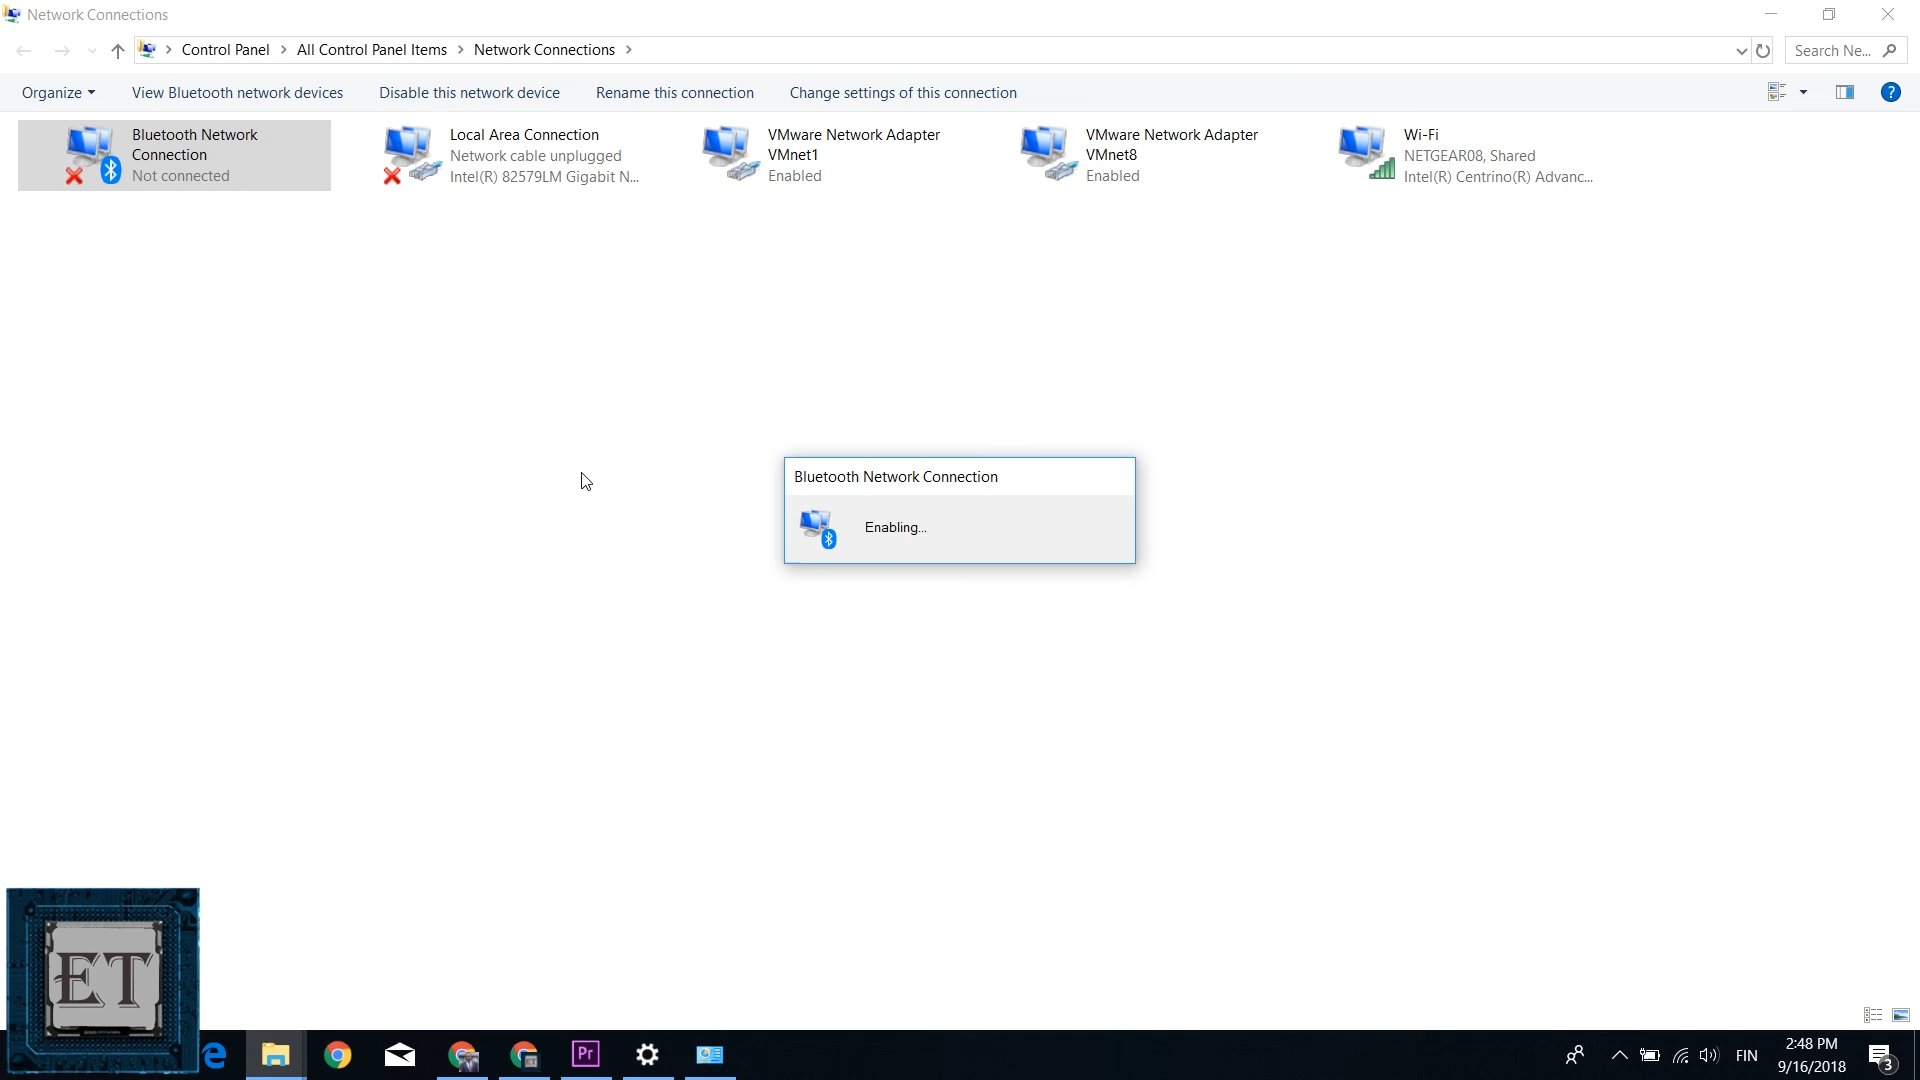 Network Connections
Control Panel > All Control Panel Items > Network Connections >
Search Ne...
Organize
View Bluetooth network devices
Disable this network device
Rename this connection
Change settings of this connection
?
Bluetooth Network
Connection
Not connected
Local Area Connection
Network cable unplugged
Intel(R) 82579LM Gigabit N...
VMware Network Adapter
VMnet1
Enabled
VMware Network Adapter
VMnet8
Enabled
Wi-Fi
NETGEAR08, Shared
Intel(R) Centrino(R) Advanc...
Bluetooth Network Connection
Enabling...
ET
Pr
FIN
2:48 PM
9/16/2018
3